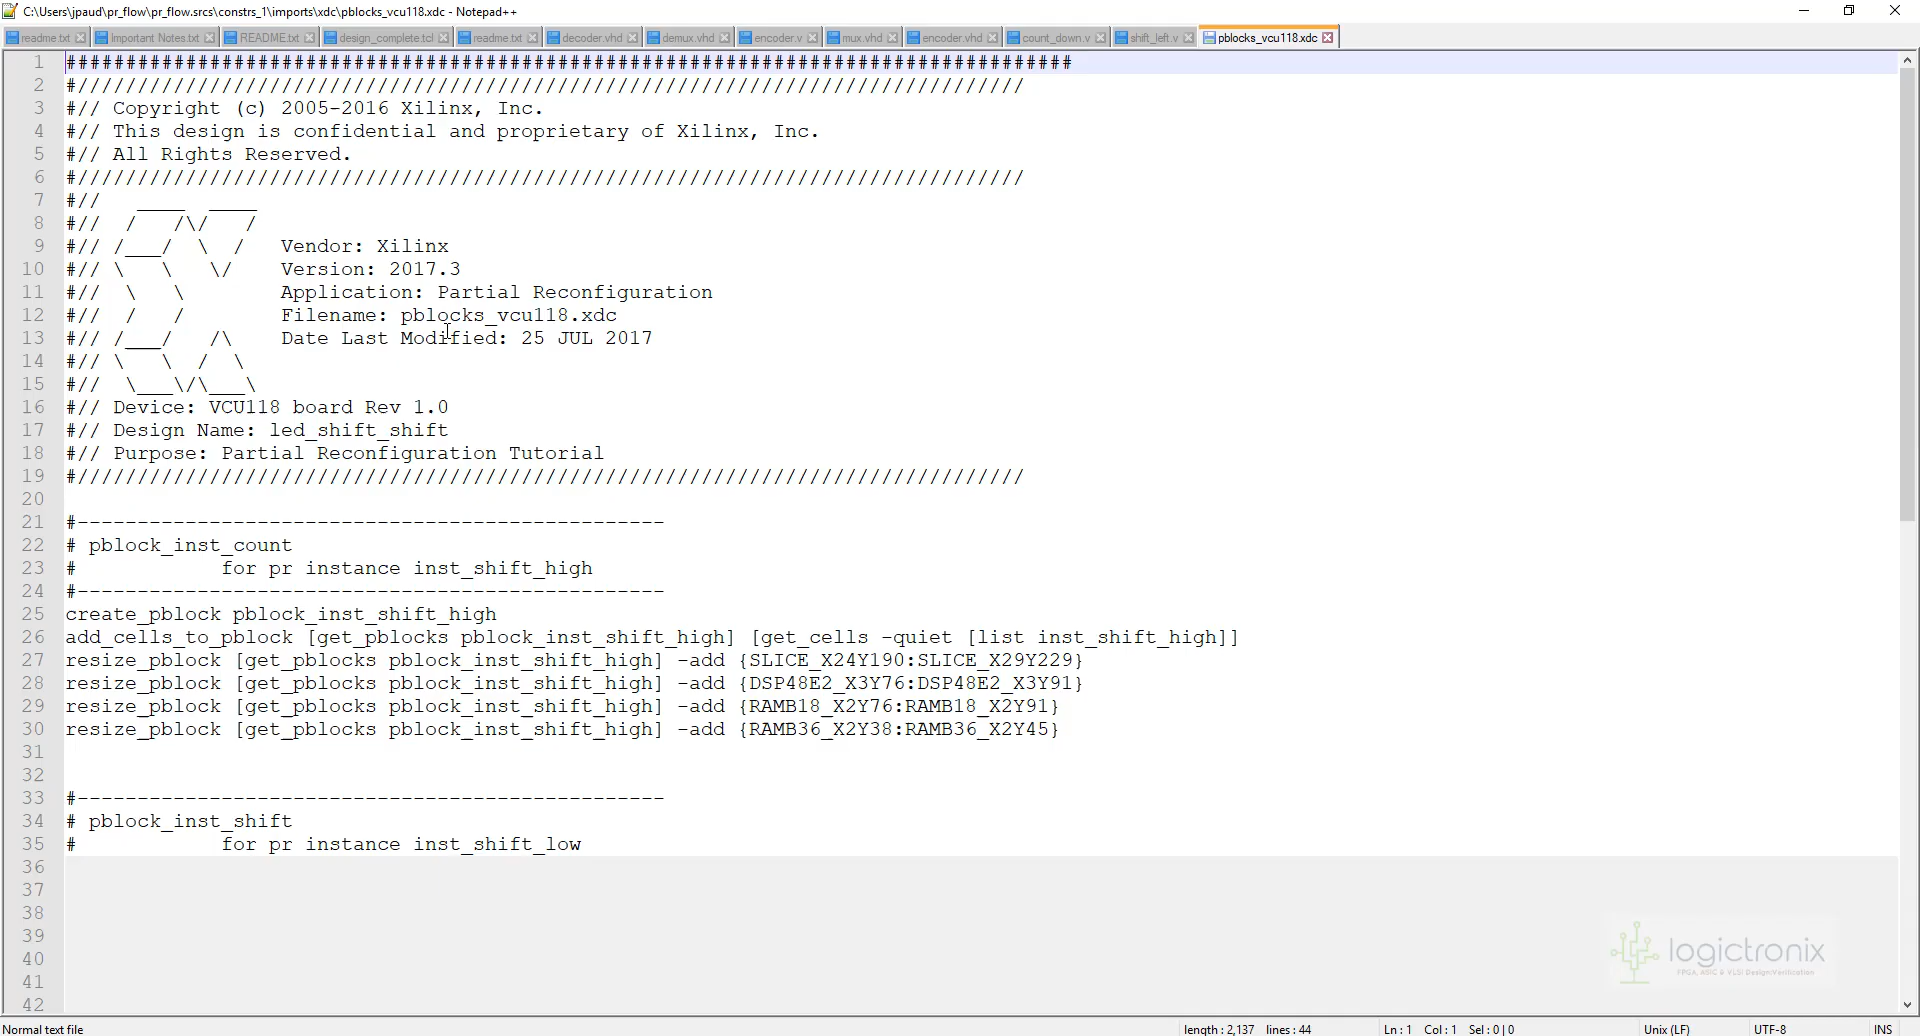 C:\Users\jpaud\pr_flow\pr_flow.srcs\constrs_1\imports\xdc\pblocks_vcu118.xdc - Notepad++
readme.txt Important Notes.txt README.txt design_complete.tcl readme.txt decoder.vhd demux.vhd encoder.v mux.vhd encoder.vhd count_down.v shift_left.v pblocks_vcu118.xdc
1 ####################################################################################
2 #///////////////////////////////////////////////////////////////////////////////
3 #// Copyright (c) 2005-2016 Xilinx, Inc.
4 #// This design is confidential and proprietary of Xilinx, Inc.
5 #// All Rights Reserved.
6 #///////////////////////////////////////////////////////////////////////////////
7 #//   ____  ____
8 #//  /   /\/   /
9 #// /___/  \  /   Vendor: Xilinx
10 #// \   \   \/    Version: 2017.3
11 #//  \   \        Application: Partial Reconfiguration
12 #//  /   /        Filename: pblocks_vcu118.xdc
13 #// /___/   /\    Date Last Modified: 25 JUL 2017
14 #// \   \  /  \
15 #//  \___\/\___\
16 #// Device: VCU118 board Rev 1.0
17 #// Design Name: led_shift_shift
18 #// Purpose: Partial Reconfiguration Tutorial
19 #///////////////////////////////////////////////////////////////////////////////
20
21 #-------------------------------------------------
22 # pblock_inst_count
23 #            for pr instance inst_shift_high
24 #-------------------------------------------------
25 create_pblock pblock_inst_shift_high
26 add_cells_to_pblock [get_pblocks pblock_inst_shift_high] [get_cells -quiet [list inst_shift_high]]
27 resize_pblock [get_pblocks pblock_inst_shift_high] -add {SLICE_X24Y190:SLICE_X29Y229}
28 resize_pblock [get_pblocks pblock_inst_shift_high] -add {DSP48E2_X3Y76:DSP48E2_X3Y91}
29 resize_pblock [get_pblocks pblock_inst_shift_high] -add {RAMB18_X2Y76:RAMB18_X2Y91}
30 resize_pblock [get_pblocks pblock_inst_shift_high] -add {RAMB36_X2Y38:RAMB36_X2Y45}
31
32
33 #-------------------------------------------------
34 # pblock_inst_shift
35 #            for pr instance inst_shift_low
36
37
38
39
40
41
42
logictronix
FPGA, ASIC & VLSI Design/Verification
Normal text file length : 2,137 lines : 44 Ln : 1 Col : 1 Sel : 0 | 0 Unix (LF) UTF-8 INS